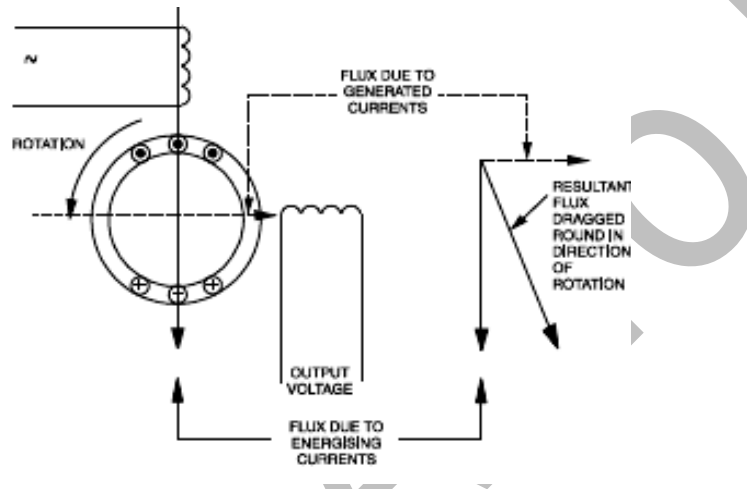 ~
ROTATION
FLUX DUE TO
GENERATED
CURRENTS
RESULTANT
FLUX
DRAGGED
ROUND IN
DIRECTION
OF
ROTATION
OUTPUT
VOLTAGE
FLUX DUE TO
ENERGISING
CURRENTS